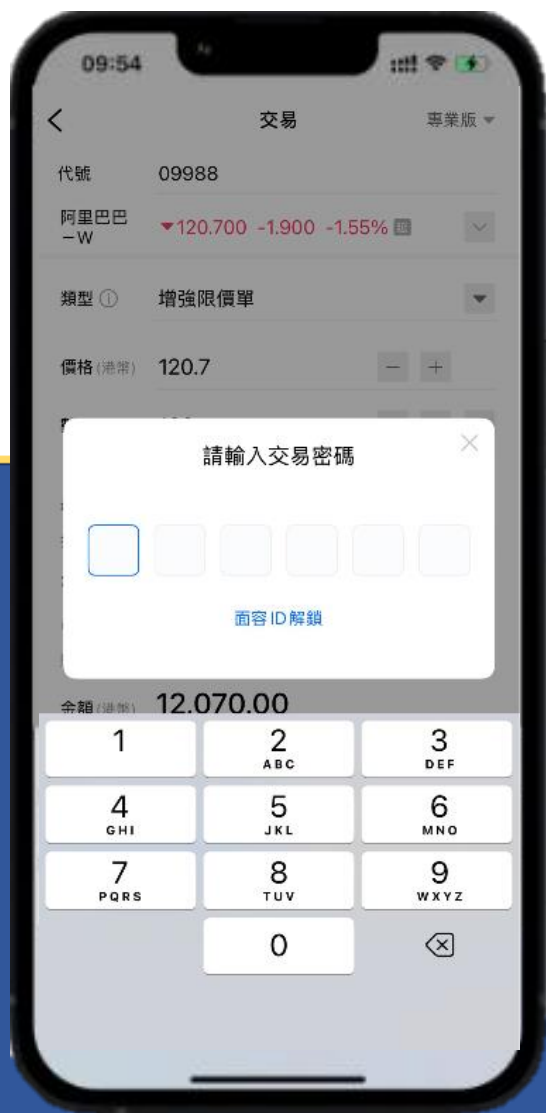 09:54
交易
專業版
代號 09988
阿里巴巴
-W
▼120.700 -1.900 -1.55%
類型 增強限價單
價格(港幣) 120.7 - +
請輸入交易密碼
面容ID解鎖
金額(港幣) 12,070.00
1
2 ABC
3 DEF
4 GHI
5 JKL
6 MNO
7 PQRS
8 TUV
9 WXYZ
0